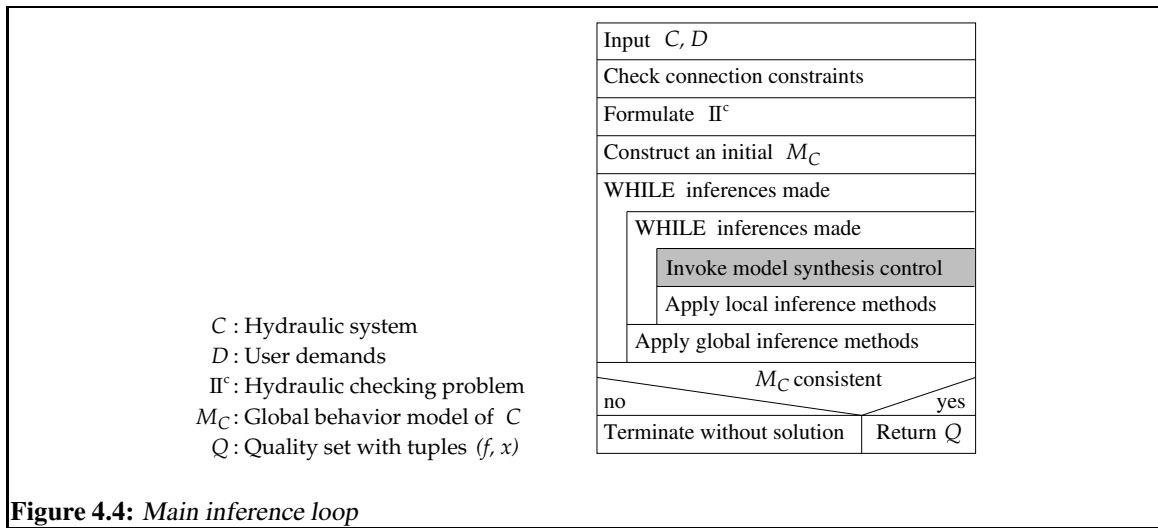 Input C, D
Check connection constraints
Formulate Πᶜ
Construct an initial M_C
WHILE inferences made
WHILE inferences made
Invoke model synthesis control
Apply local inference methods
Apply global inference methods
M_C consistent
no yes
Terminate without solution Return Q
C : Hydraulic system
D : User demands
Πᶜ : Hydraulic checking problem
M_C : Global behavior model of C
Q : Quality set with tuples (f, x)
Figure 4.4: Main inference loop